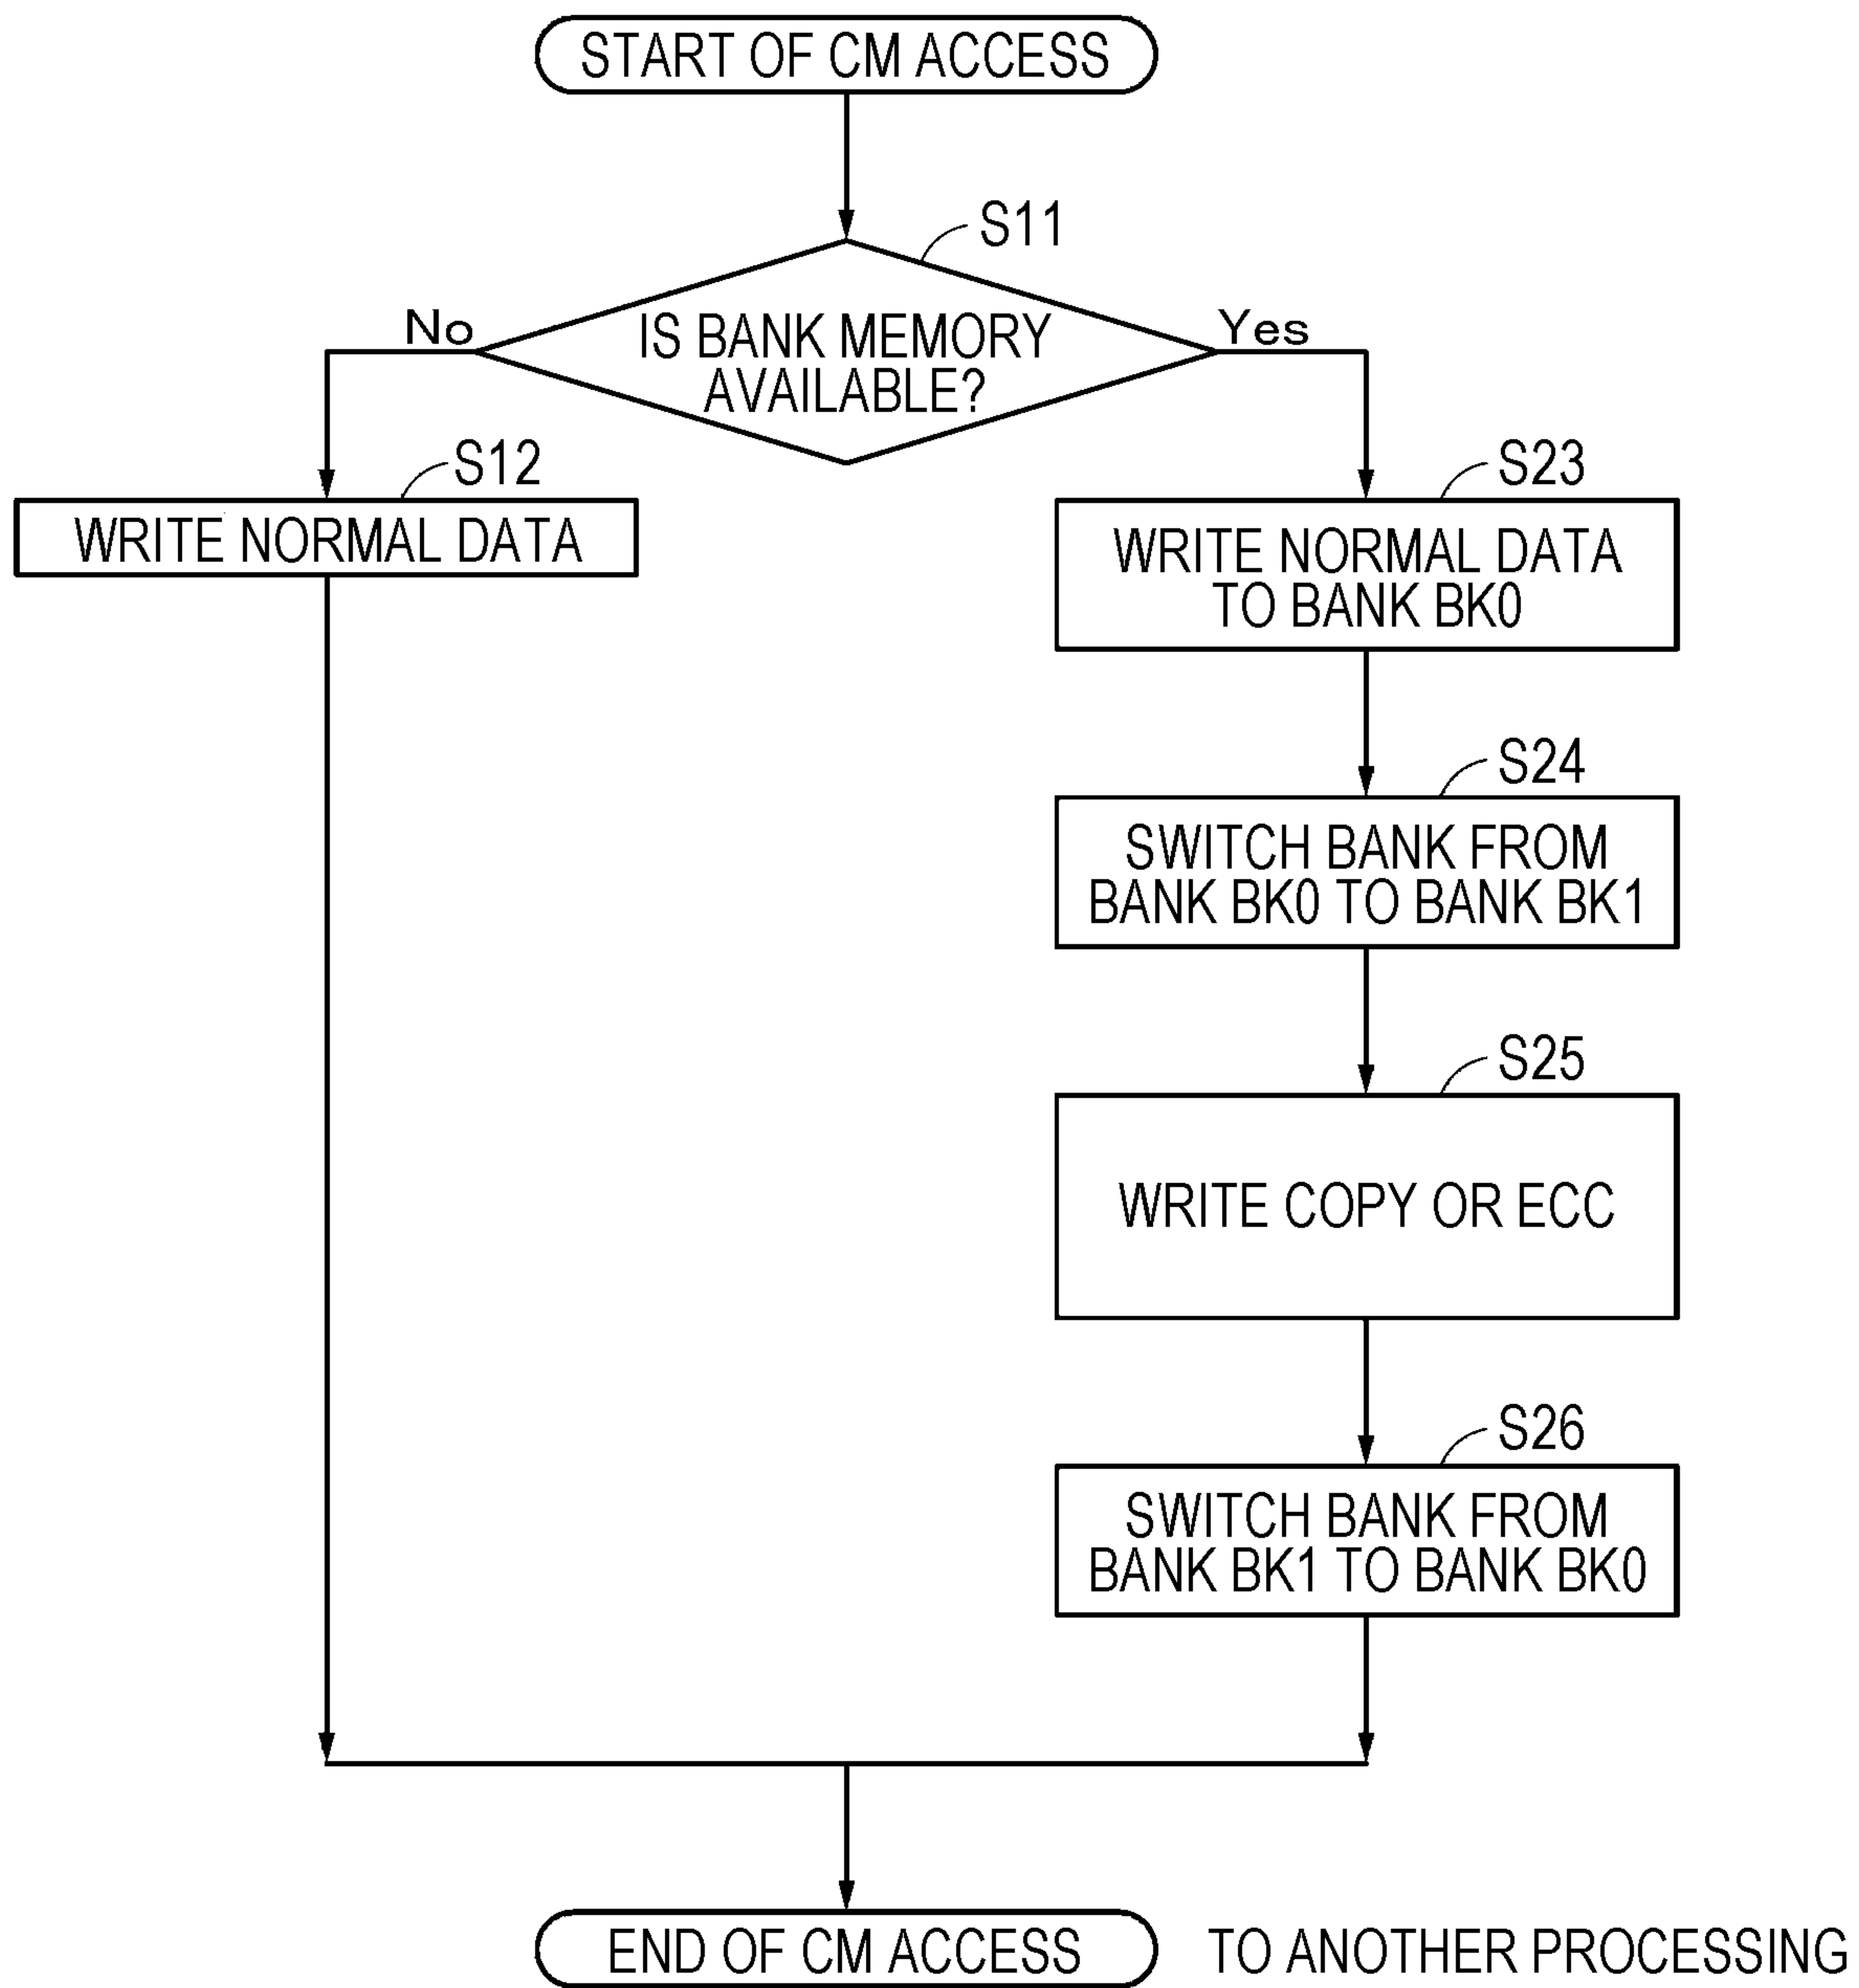 START OF CM ACCESS
S11
No
IS BANK MEMORY
AVAILABLE?
Yes
S12
WRITE NORMAL DATA
S23
WRITE NORMAL DATA
TO BANK BK0
S24
SWITCH BANK FROM
BANK BK0 TO BANK BK1
S25
WRITE COPY OR ECC
S26
SWITCH BANK FROM
BANK BK1 TO BANK BK0
END OF CM ACCESS
TO ANOTHER PROCESSING